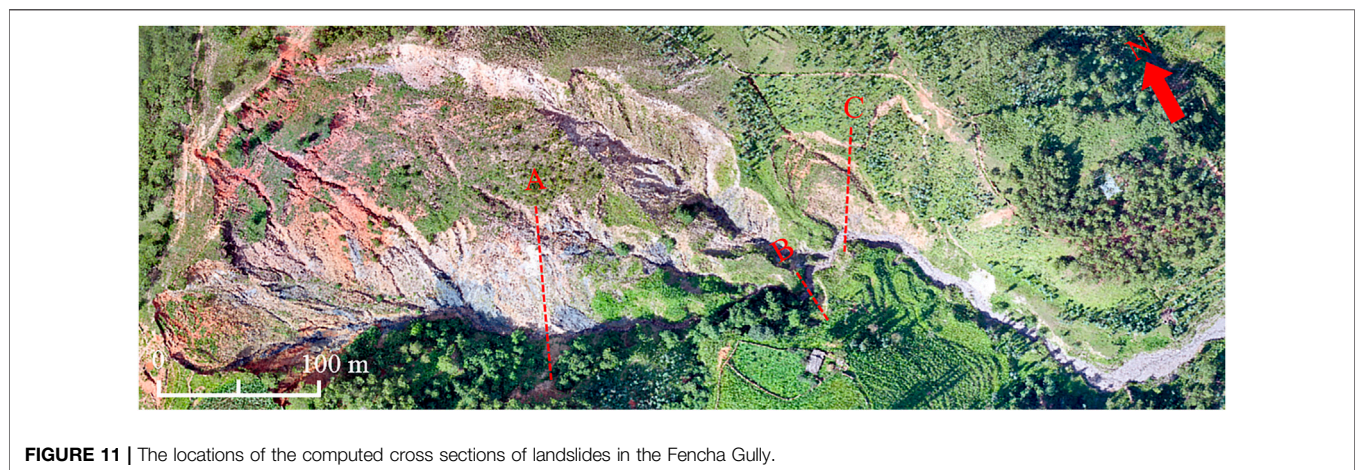 N
C
A
B
0 100 m
FIGURE 11 | The locations of the computed cross sections of landslides in the Fencha Gully.